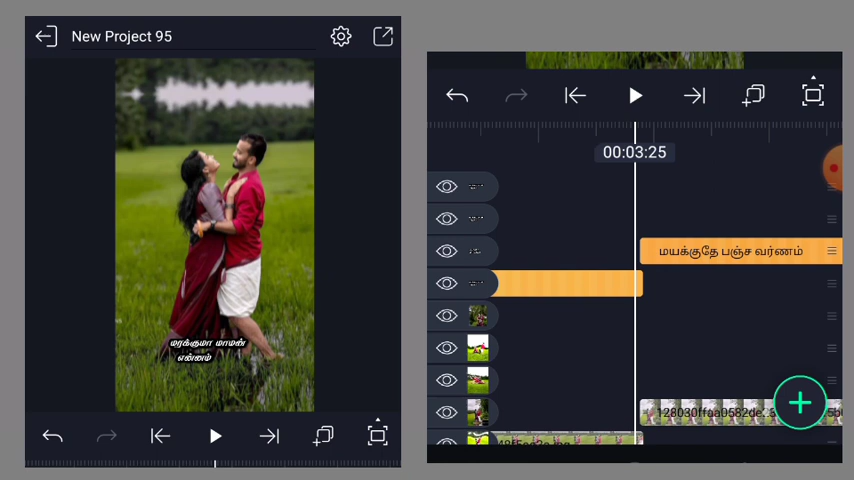 New Project 95
மரக்குமா மாமன்
என்னம்
00:03:25
மயக்குதே பஞ்ச வர்ணம்
128030ffaa0582de..